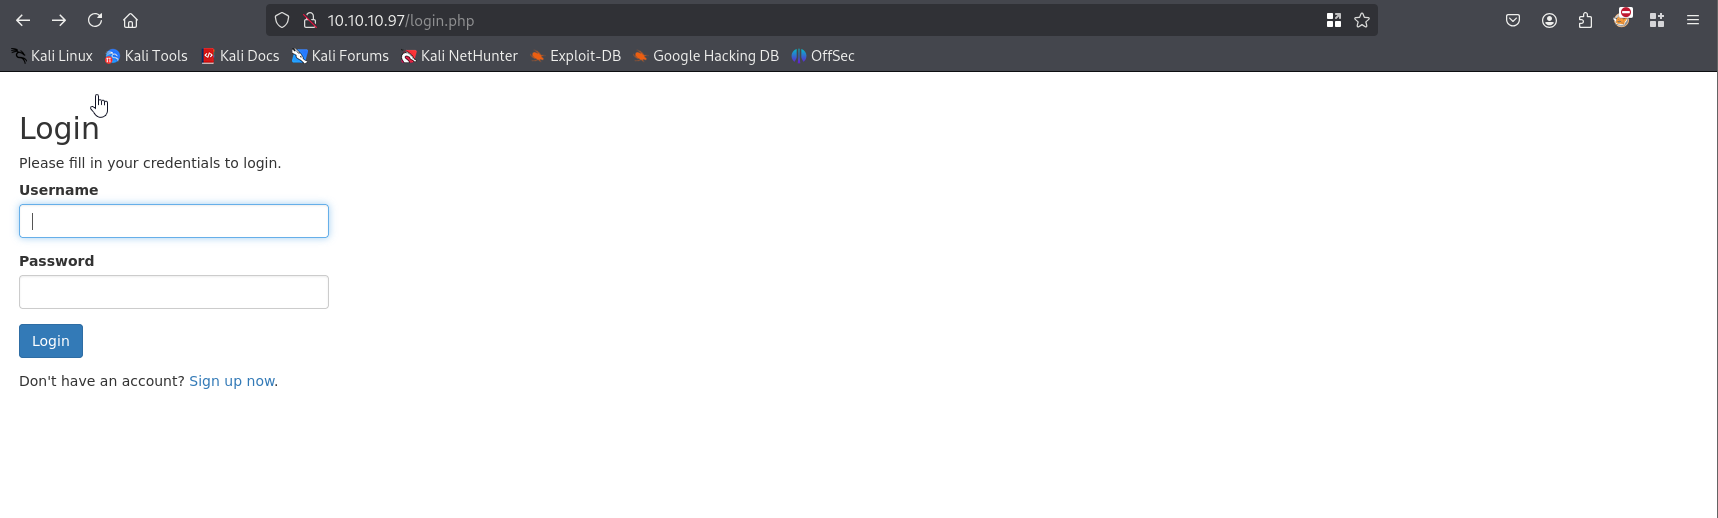 10.10.10.97/login.php
Kali Linux Kali Tools Kali Docs Kali Forums Kali NetHunter Exploit-DB Google Hacking DB OffSec
Login
Please fill in your credentials to login.
Username
Password
Login
Don't have an account? Sign up now.